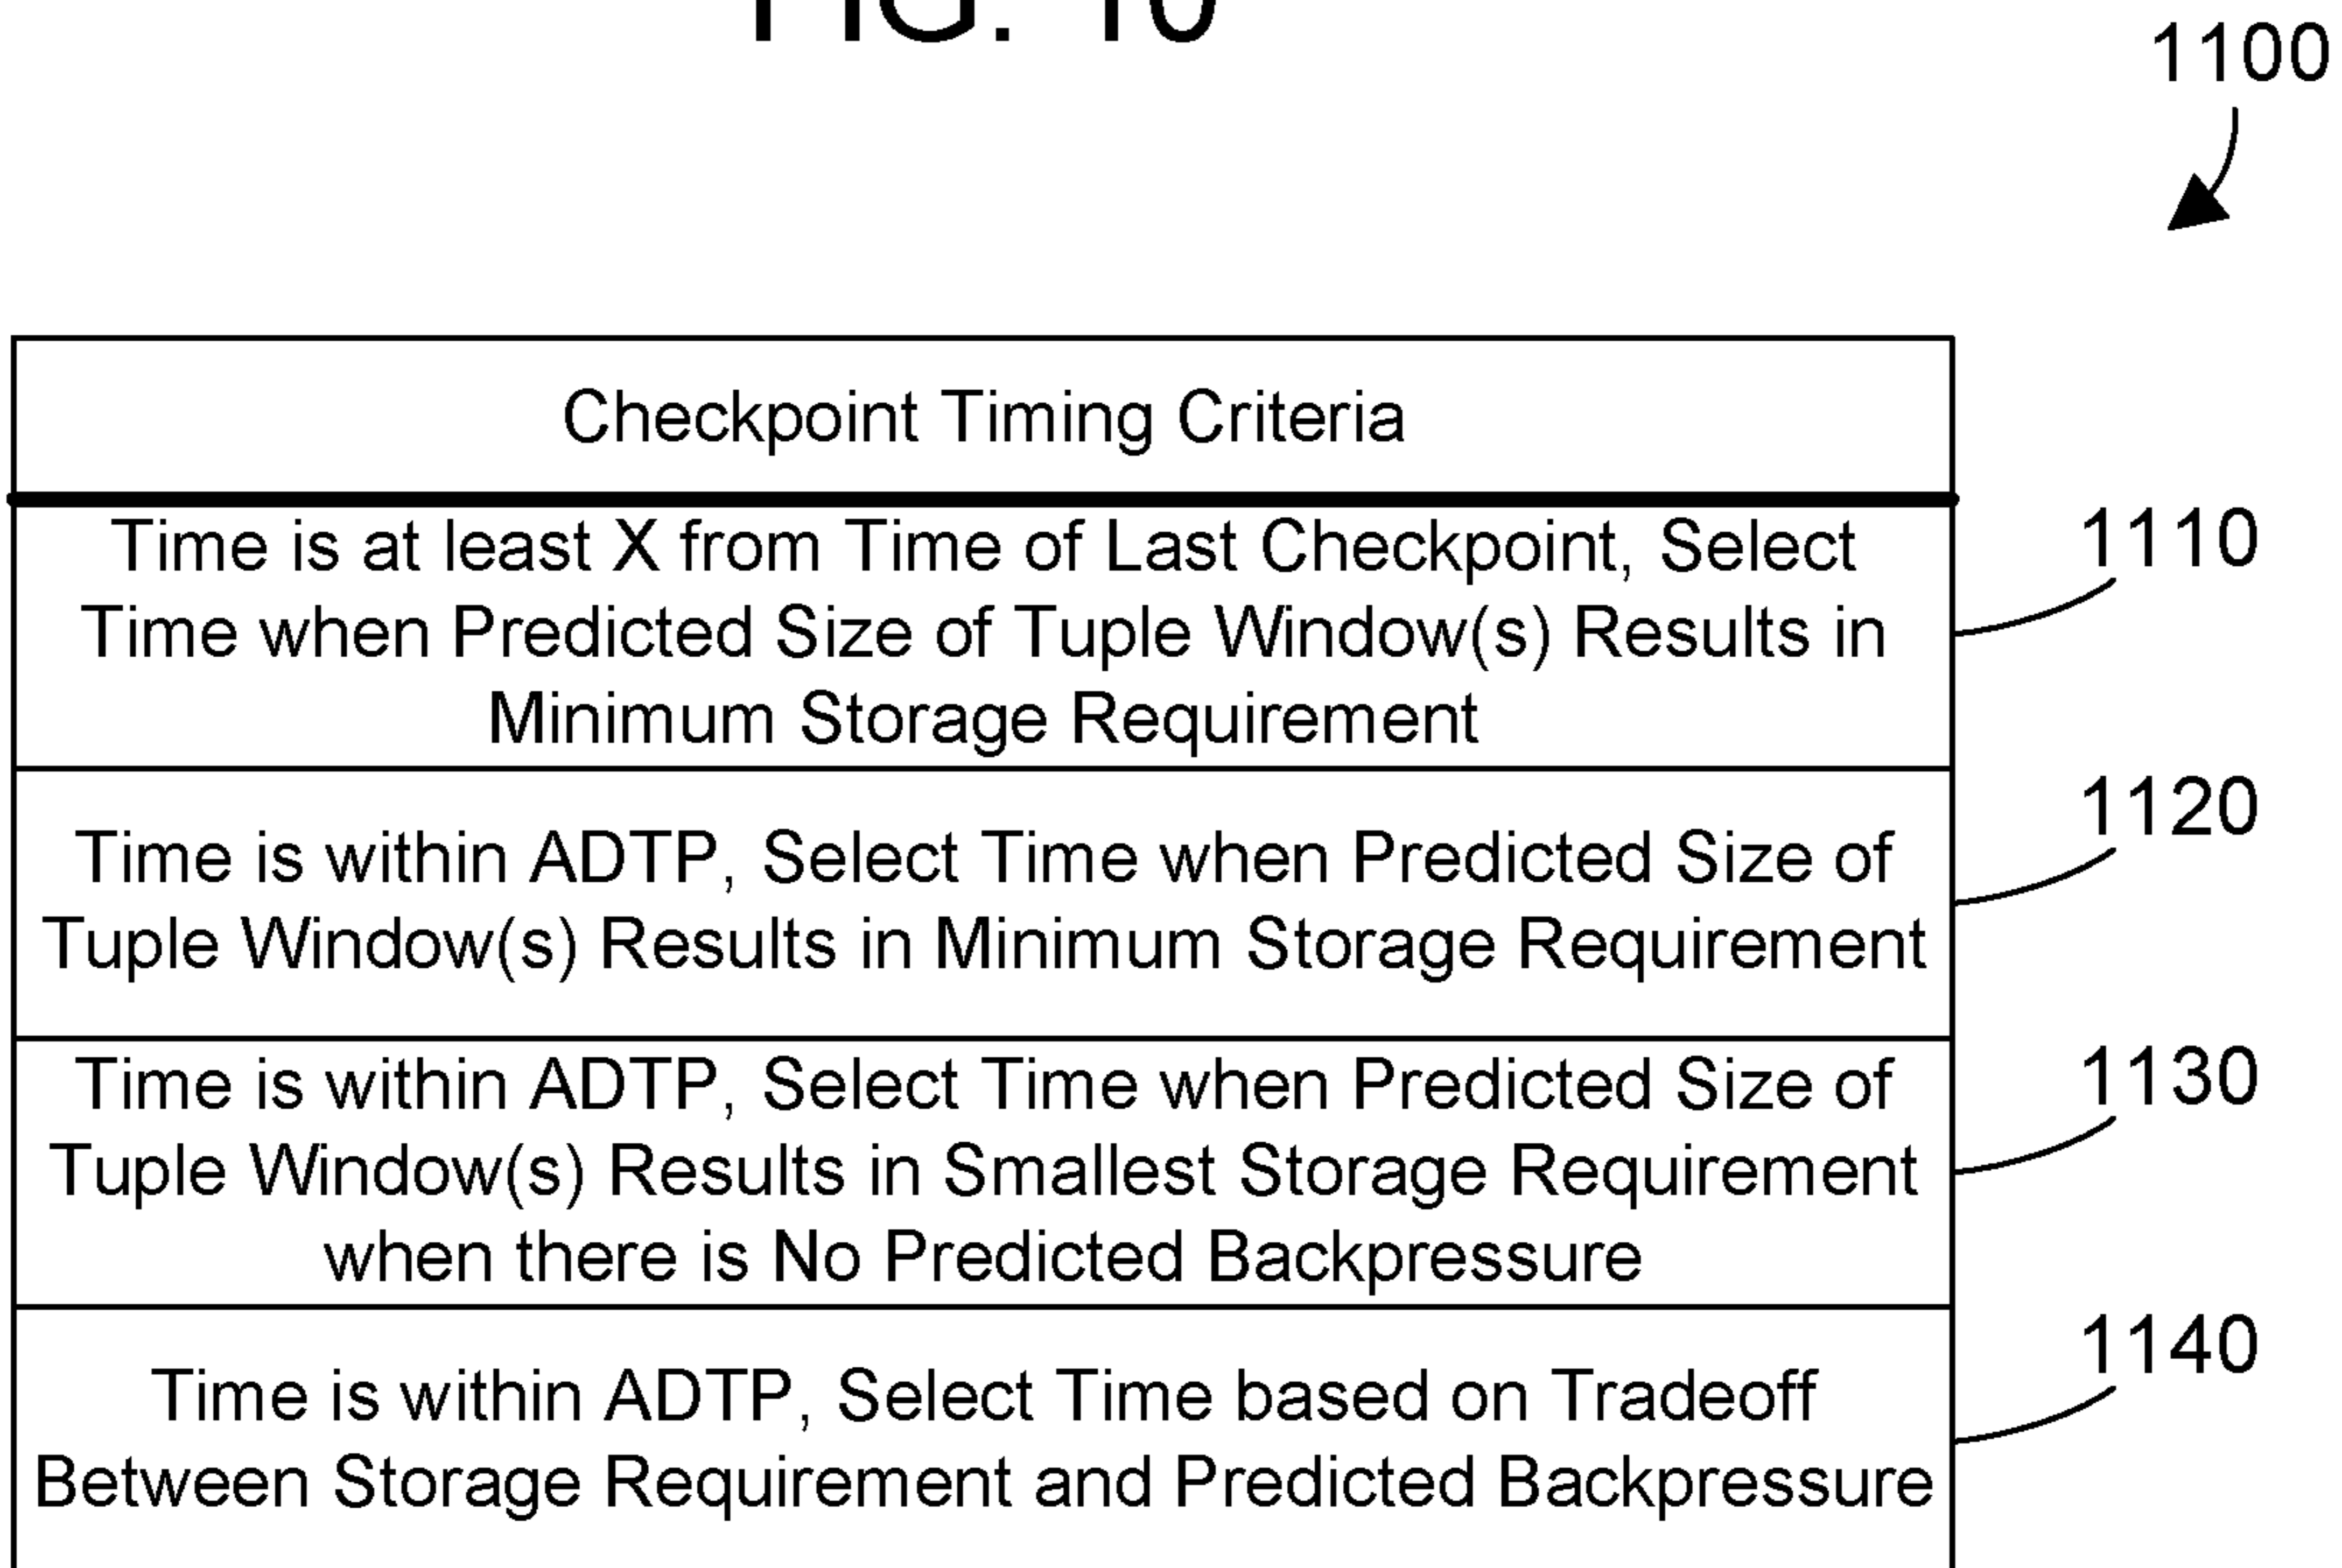 FIG. 10
1100
Checkpoint Timing Criteria
Time is at least X from Time of Last Checkpoint, Select
Time when Predicted Size of Tuple Window(s) Results in
Minimum Storage Requirement
1110
Time is within ADTP, Select Time when Predicted Size of
Tuple Window(s) Results in Minimum Storage Requirement
1120
Time is within ADTP, Select Time when Predicted Size of
Tuple Window(s) Results in Smallest Storage Requirement
when there is No Predicted Backpressure
1130
Time is within ADTP, Select Time based on Tradeoff
Between Storage Requirement and Predicted Backpressure
1140